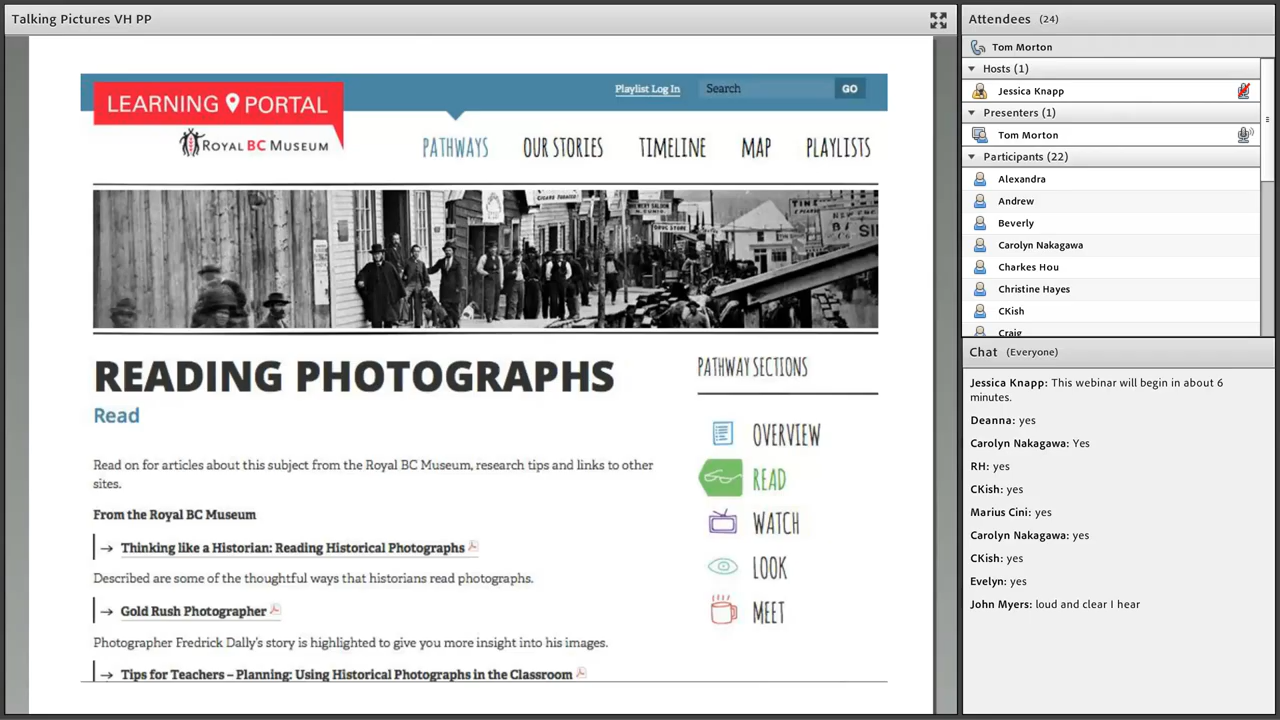 Talking Pictures VH PP
LEARNING PORTAL
ROYAL BC MUSEUM
Playlist Log In
Search
GO
PATHWAYS
OUR STORIES
TIMELINE
MAP
PLAYLISTS
DRUG STORE
READING PHOTOGRAPHS
Read
Read on for articles about this subject from the Royal BC Museum, research tips and links to other
sites.
From the Royal BC Museum
→ Thinking like a Historian: Reading Historical Photographs
Described are some of the thoughtful ways that historians read photographs.
→ Gold Rush Photographer
Photographer Fredrick Dally's story is highlighted to give you more insight into his images.
→ Tips for Teachers – Planning: Using Historical Photographs in the Classroom
PATHWAY SECTIONS
OVERVIEW
READ
WATCH
LOOK
MEET
Attendees (24)
Tom Morton
Hosts (1)
Jessica Knapp
Presenters (1)
Tom Morton
Participants (22)
Alexandra
Andrew
Beverly
Carolyn Nakagawa
Charkes Hou
Christine Hayes
CKish
Craig
Chat (Everyone)
Jessica Knapp: This webinar will begin in about 6
minutes.
Deanna: yes
Carolyn Nakagawa: Yes
RH: yes
CKish: yes
Marius Cini: yes
Carolyn Nakagawa: yes
CKish: yes
Evelyn: yes
John Myers: loud and clear I hear